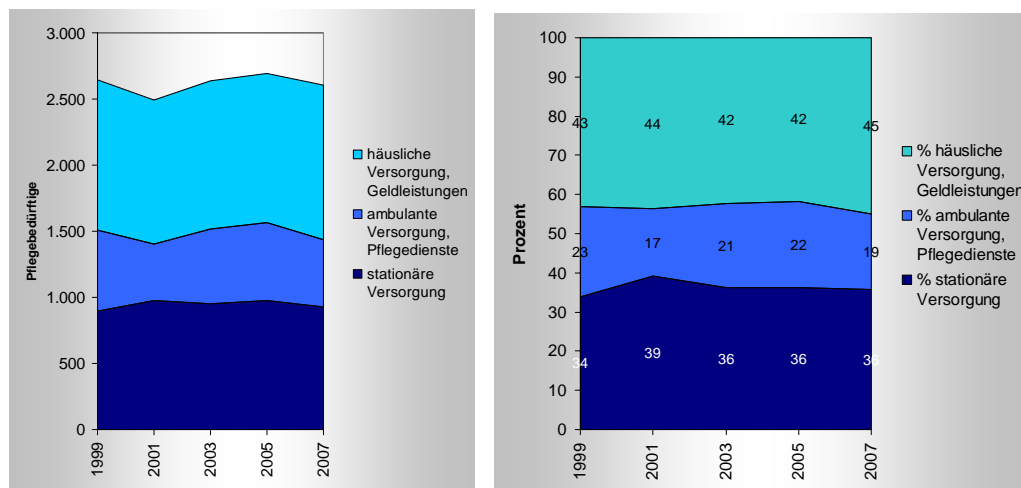 3.000
2.500
2.000
1.500
1.000
500
0
Pflegebedürftige
1999
2001
2003
2005
2007
häusliche
Versorgung,
Geldleistungen
ambulante
Versorgung,
Pflegedienste
stationäre
Versorgung
100
90
80
70
60
50
40
30
20
10
0
Prozent
43 44 42 42 45
23 17 21 22 19
34 39 36 36 36
1999
2001
2003
2005
2007
% häusliche
Versorgung,
Geldleistungen
% ambulante
Versorgung,
Pflegedienste
% stationäre
Versorgung